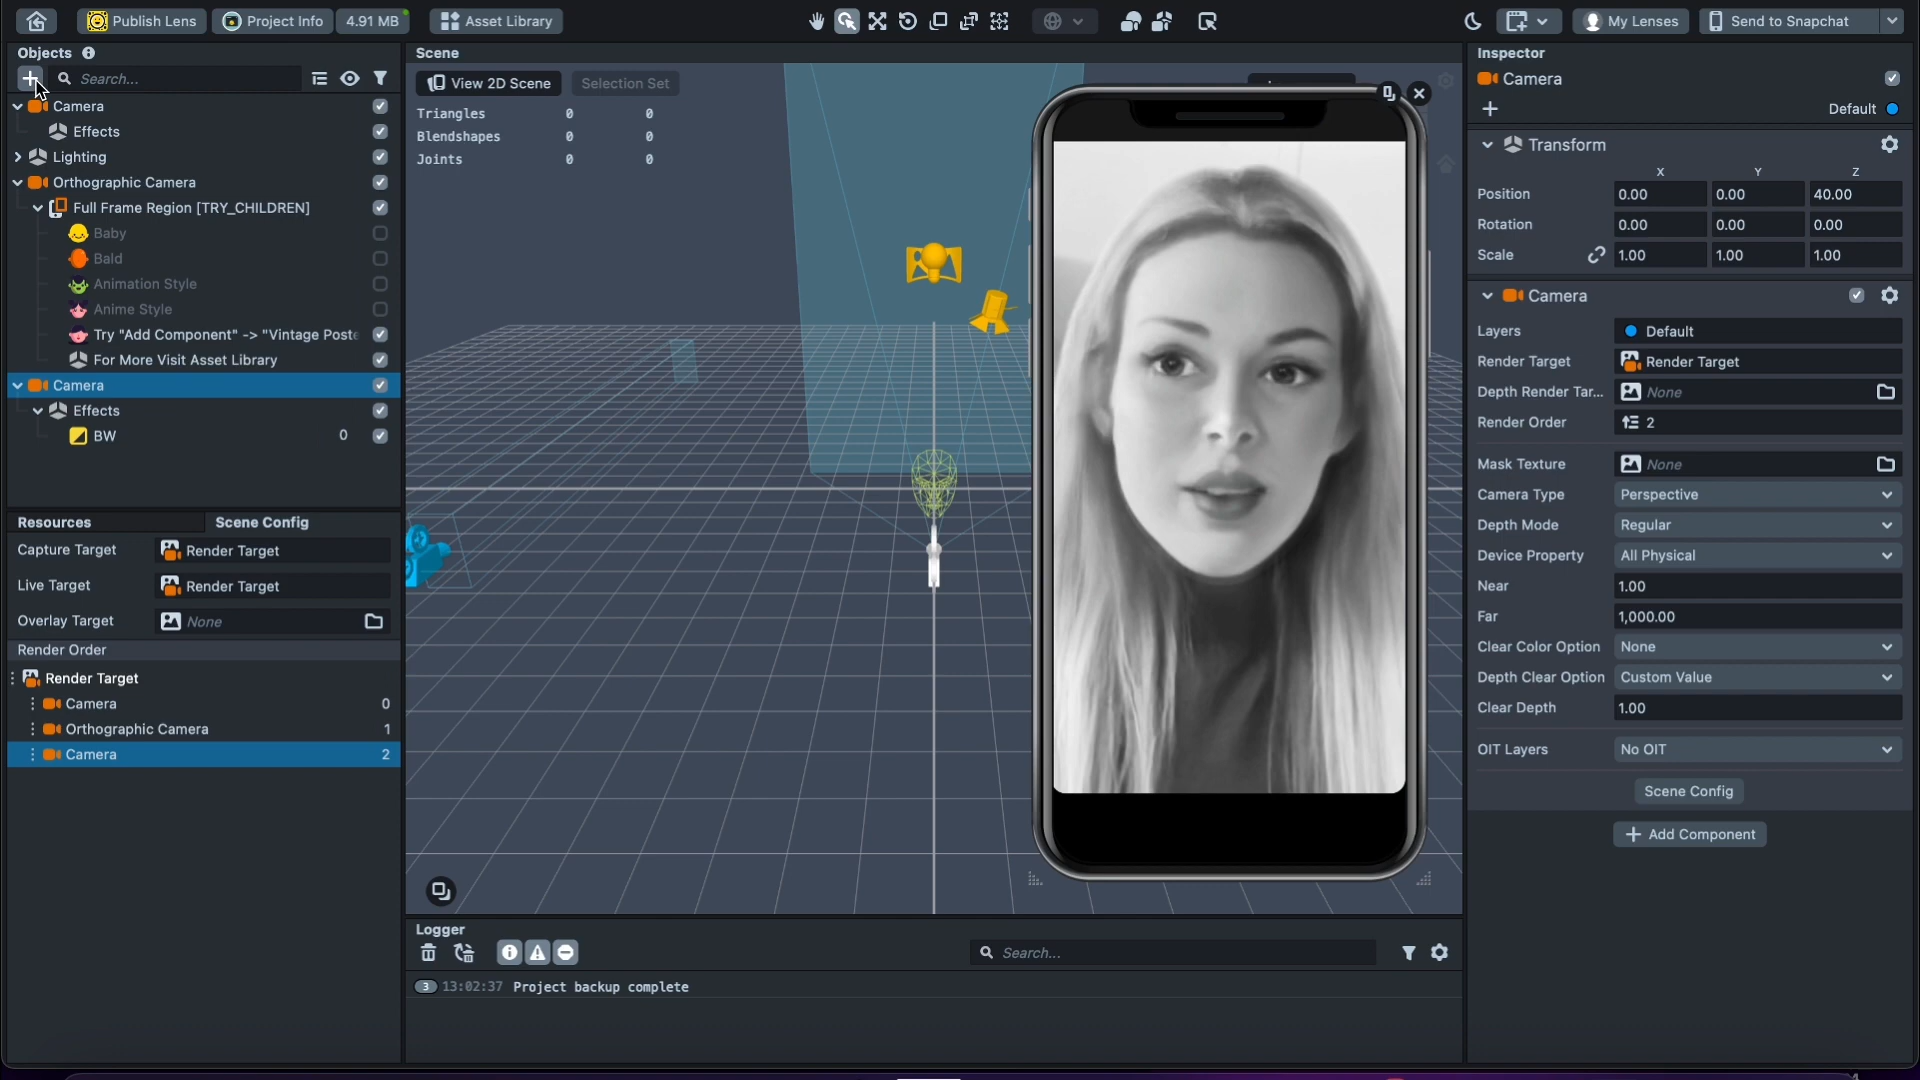 Publish Lens
Project Info
4.91 MB
Asset Library
My Lenses
Send to Snapchat
Objects
Search...
Camera
Effects
Lighting
Orthographic Camera
Full Frame Region [TRY_CHILDREN]
Baby
Bald
Animation Style
Anime Style
Try "Add Component" -> "Vintage Poste
For More Visit Asset Library
Camera
Effects
BW 0
Resources
Scene Config
Capture Target Render Target
Live Target Render Target
Overlay Target None
Render Order
Render Target
Camera 0
Orthographic Camera 1
Camera 2
Scene
View 2D Scene
Selection Set
Triangles 0 0
Blendshapes 0 0
Joints 0 0
Logger
Search...
3 13:02:37 Project backup complete
Inspector
Camera
Default
Transform
X Y Z
Position 0.00 0.00 40.00
Rotation 0.00 0.00 0.00
Scale 1.00 1.00 1.00
Camera
Layers Default
Render Target Render Target
Depth Render Tar... None
Render Order 2
Mask Texture None
Camera Type Perspective
Depth Mode Regular
Device Property All Physical
Near 1.00
Far 1,000.00
Clear Color Option None
Depth Clear Option Custom Value
Clear Depth 1.00
OIT Layers No OIT
Scene Config
Add Component